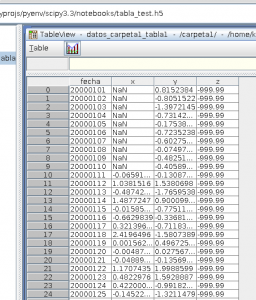 yprojs/pyenv/scipy3.3/notebooks/tabla_test.h5
TableView - datos_carpeta1_tabla1 - /carpeta1/ - /home/k
Table
abla
fecha x y z
0 20000101 NaN 0.8152384 -999.99
1 20000102 NaN -0.8051522 -999.99
2 20000103 NaN -1.3972145 -999.99
3 20000104 NaN -0.73142... -999.99
4 20000105 NaN -0.17538... -999.99
5 20000106 NaN -0.7235238 -999.99
6 20000107 NaN -0.60275... -999.99
7 20000108 NaN -0.07497... -999.99
8 20000109 NaN -0.48251... -999.99
9 20000110 NaN -0.40589... -999.99
10 20000111 -0.06591... -0.13087... -999.99
11 20000112 1.0381516 1.5380698 -999.99
12 20000113 -0.48742... -1.7659538 -999.99
13 20000114 1.4877247 0.900099... -999.99
14 20000115 -0.01585... -0.77511... -999.99
15 20000116 -0.6629839 -0.33681... -999.99
16 20000117 0.321396... -0.71183... -999.99
17 20000118 2.4196496 -1.5807389 -999.99
18 20000119 0.001562... 0.496725... -999.99
19 20000120 -0.00487... 0.027567... -999.99
20 20000121 -0.04889... -0.13569... -999.99
21 20000122 1.1707435 1.9988599 -999.99
22 20000123 0.4822976 1.5928087 -999.99
23 20000124 0.422000... -0.99182... -999.99
24 20000125 -0.14522... -1.3211479 -999.99